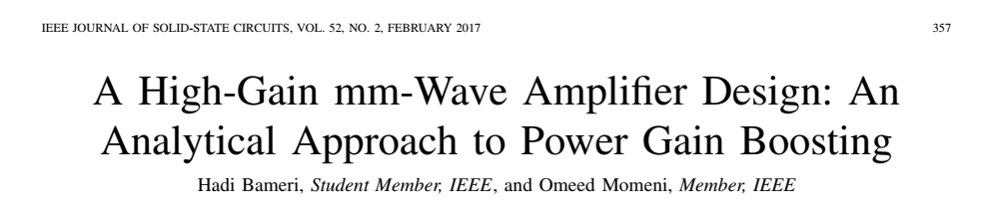 IEEE JOURNAL OF SOLID-STATE CIRCUITS, VOL. 52, NO. 2, FEBRUARY 2017 357
A High-Gain mm-Wave Amplifier Design: An
Analytical Approach to Power Gain Boosting
Hadi Bameri, Student Member, IEEE, and Omeed Momeni, Member, IEEE